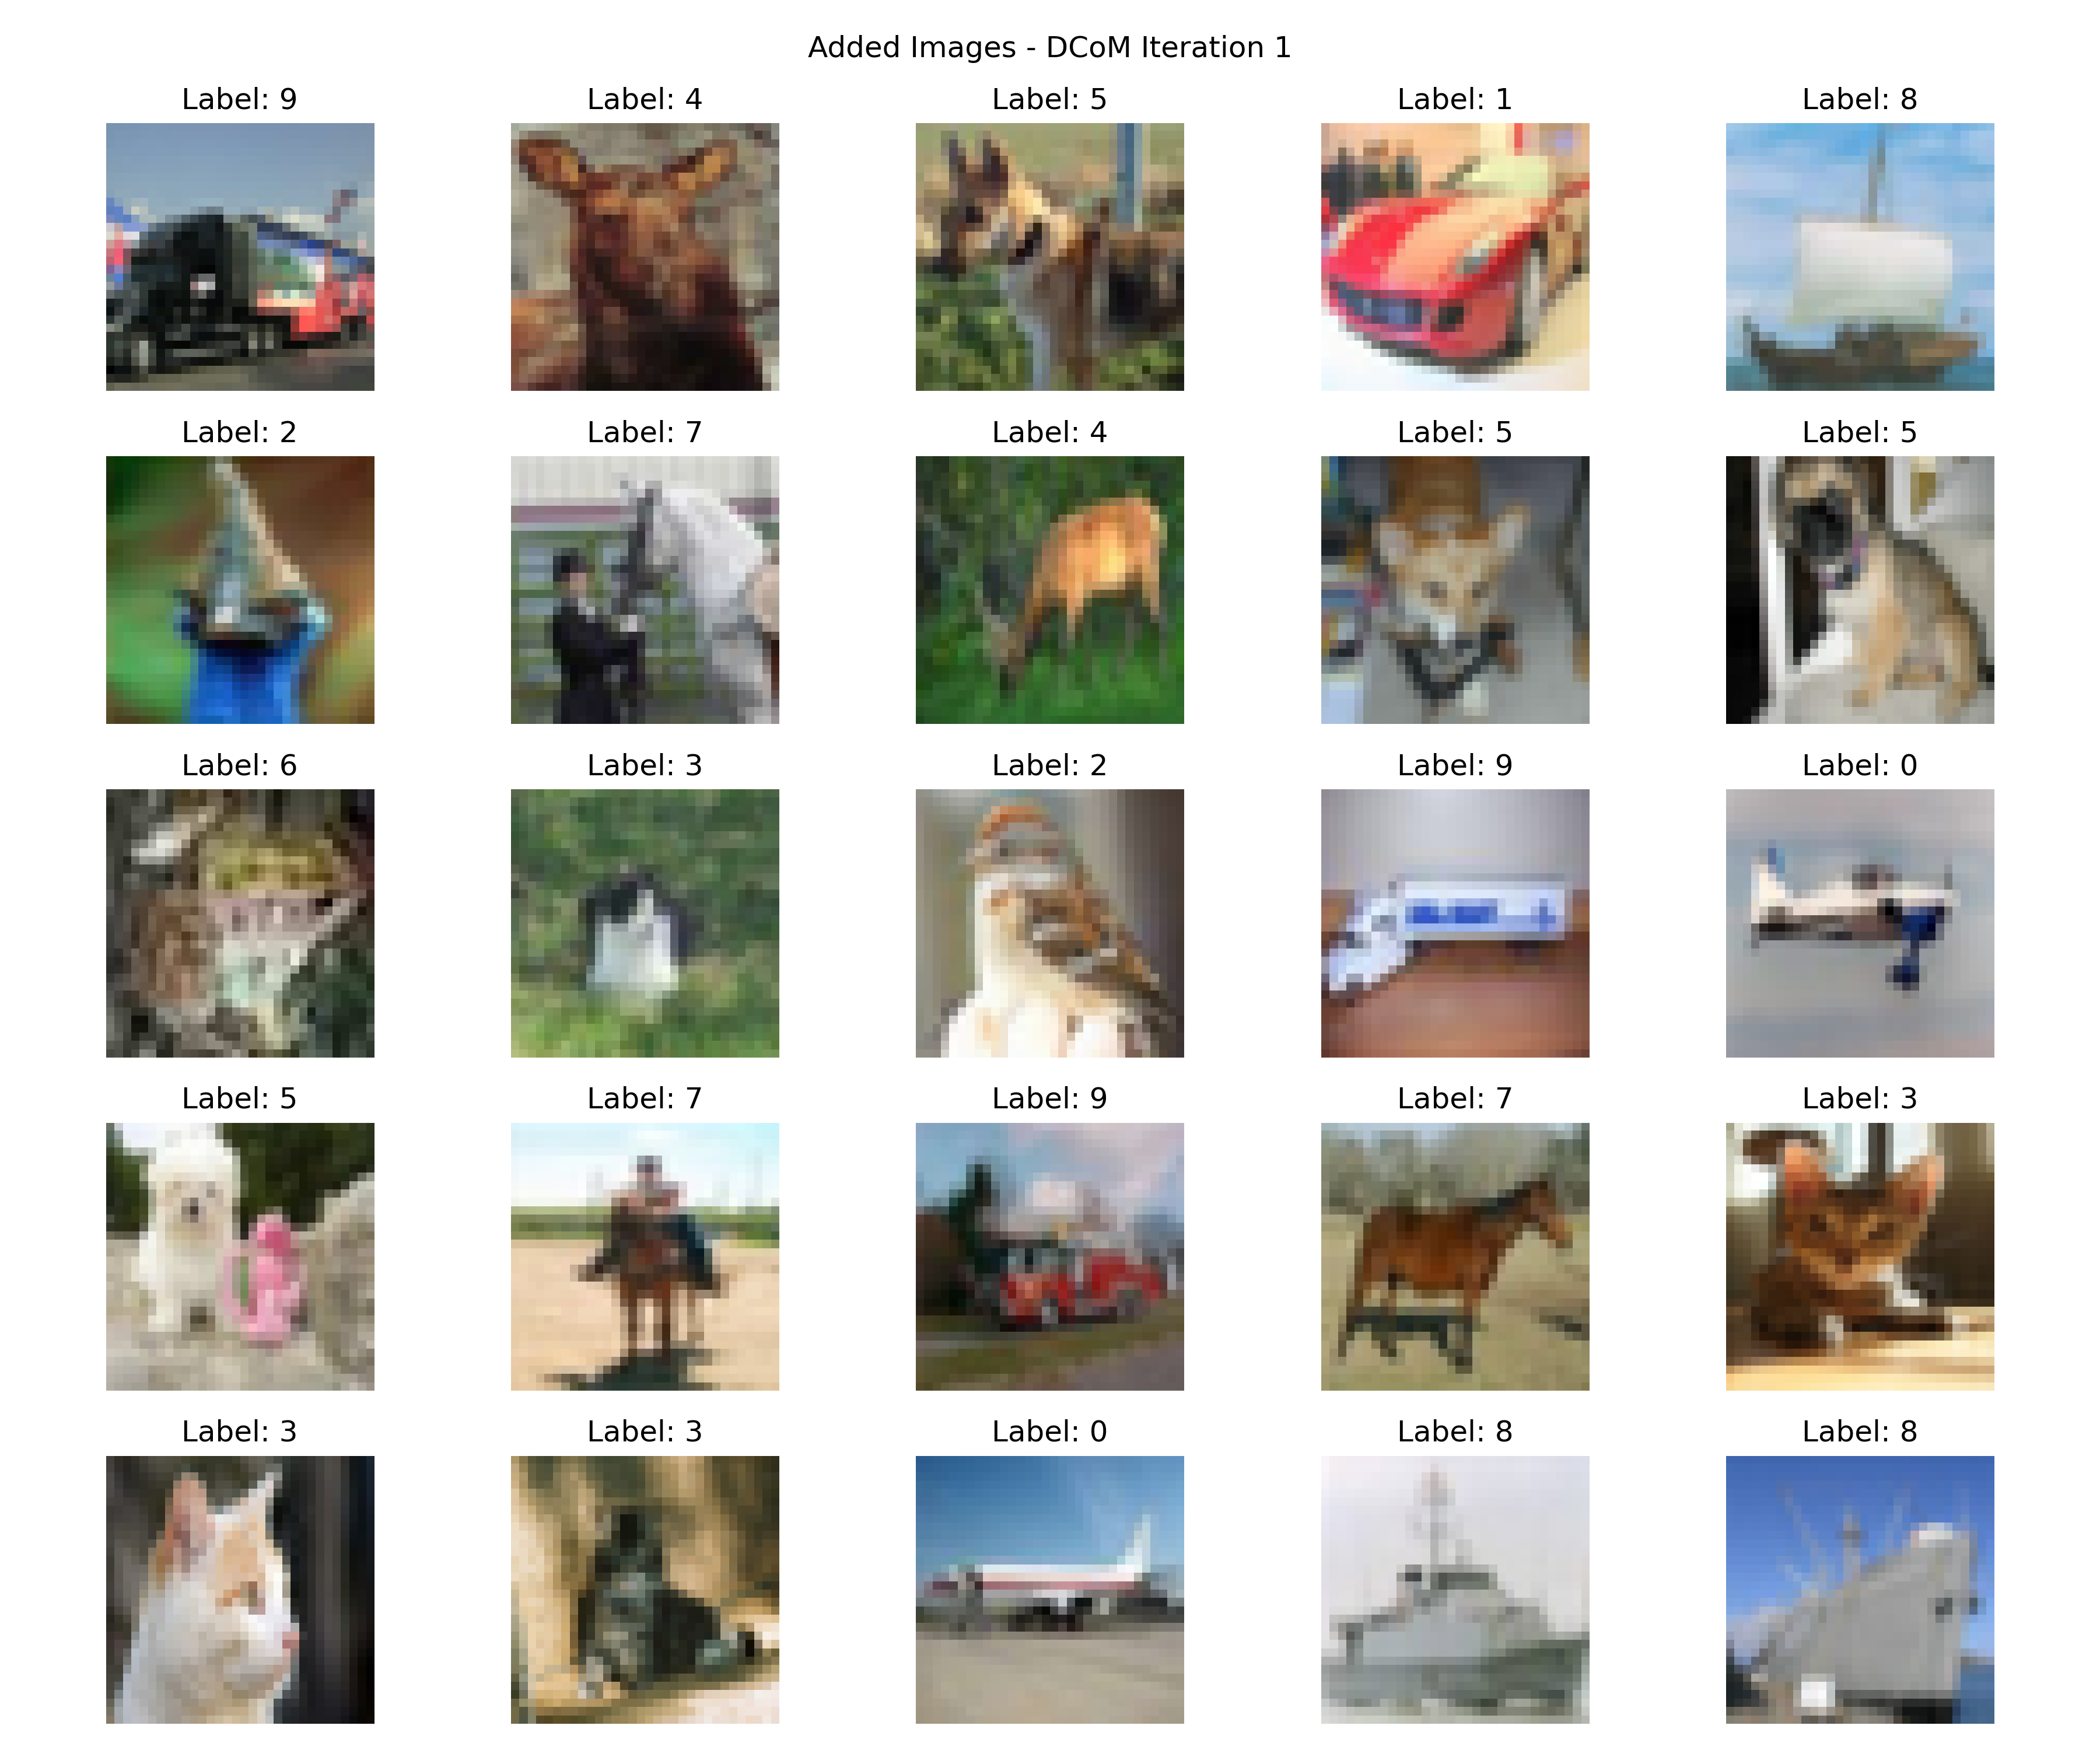 Added Images - DCoM Iteration 1
Label: 9 Label: 4 Label: 5 Label: 1 Label: 8
Label: 2 Label: 7 Label: 4 Label: 5 Label: 5
Label: 6 Label: 3 Label: 2 Label: 9 Label: 0
Label: 5 Label: 7 Label: 9 Label: 7 Label: 3
Label: 3 Label: 3 Label: 0 Label: 8 Label: 8